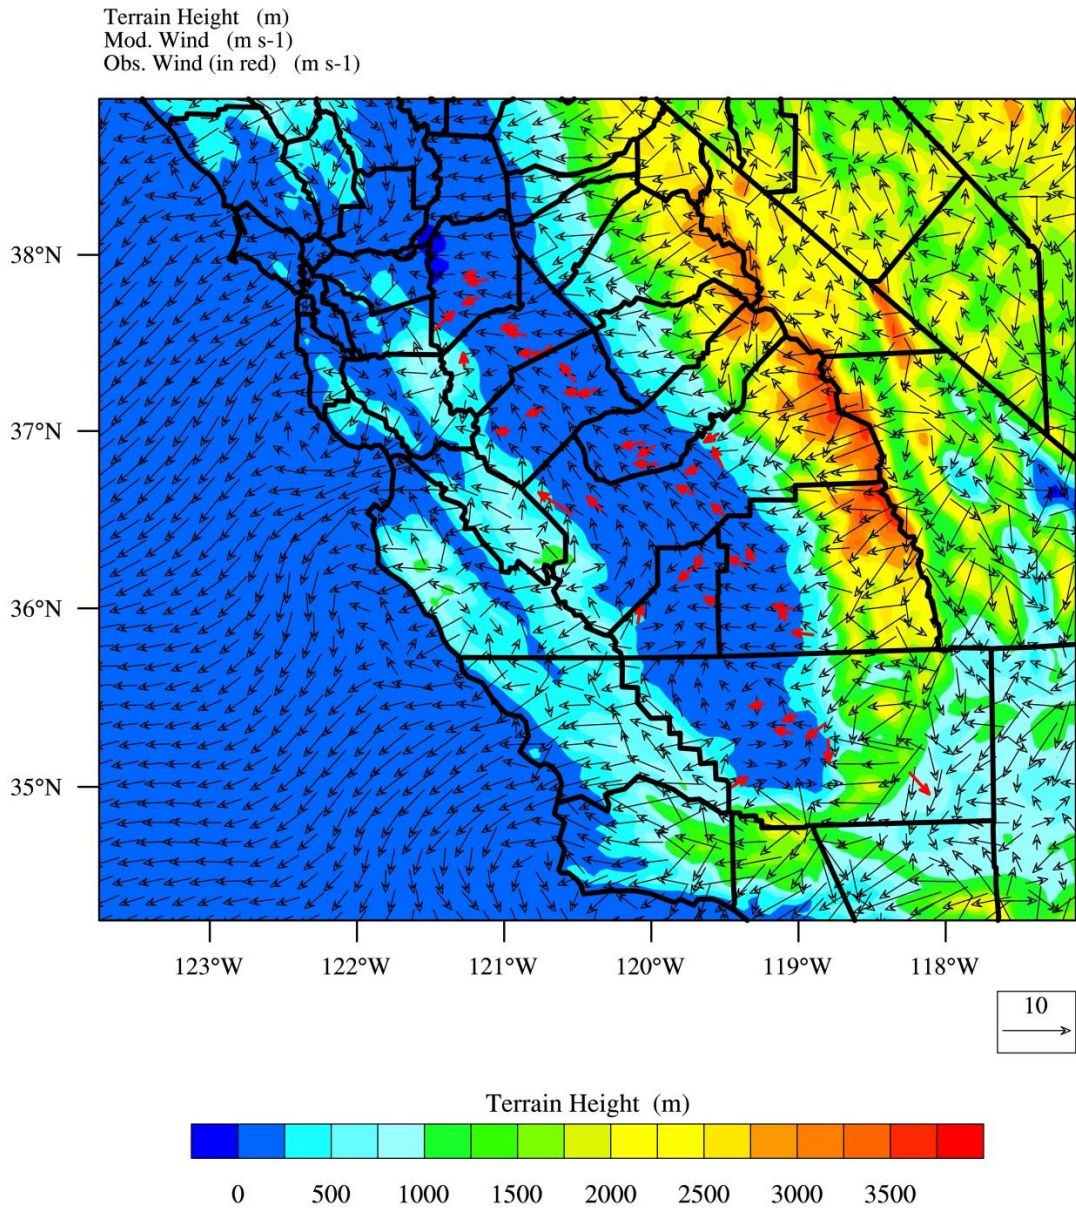 Terrain Height (m)
Mod. Wind (m s-1)
Obs. Wind (in red) (m s-1)
38°N
37°N
36°N
35°N
123°W 122°W 121°W 120°W 119°W 118°W
10
Terrain Height (m)
0 500 1000 1500 2000 2500 3000 3500